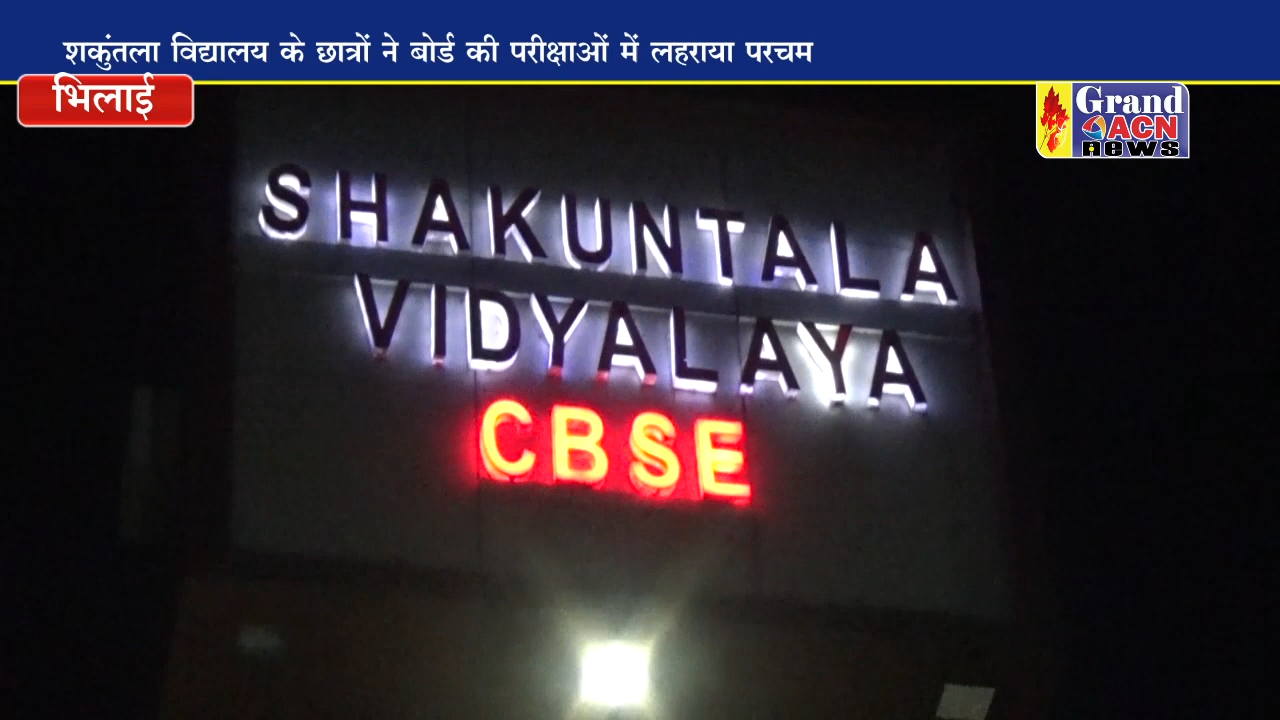 शकुंतला विद्यालय के छात्रों ने बोर्ड की परीक्षाओं में लहराया परचम
भिलाई
Grand
ACN
news
SHAKUNTALA
VIDYALAYA
CBSE